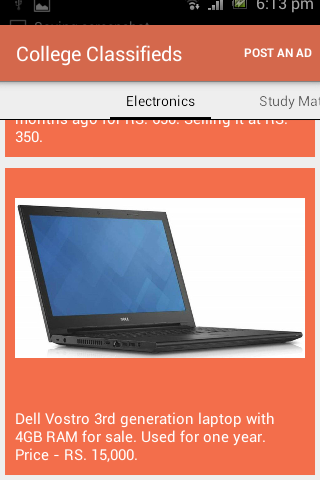 Saving screenshot...
6:13 pm
College Classifieds
POST AN AD
Electronics
Study Mat
months ago for RS. 650. Selling it at RS.
350.
DELL
Dell Vostro 3rd generation laptop with
4GB RAM for sale. Used for one year.
Price - RS. 15,000.